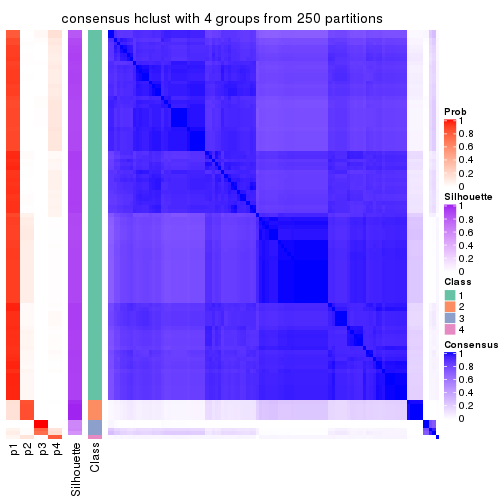 consensus hclust with 4 groups from 250 partitions
Prob
1
0.8
0.6
0.4
0.2
0
Silhouette
1
0.8
0.6
0.4
0.2
0
Class
1
2
3
4
Consensus
1
0.8
0.6
0.4
0.2
0
p1
p2
p3
p4
Silhouette
Class